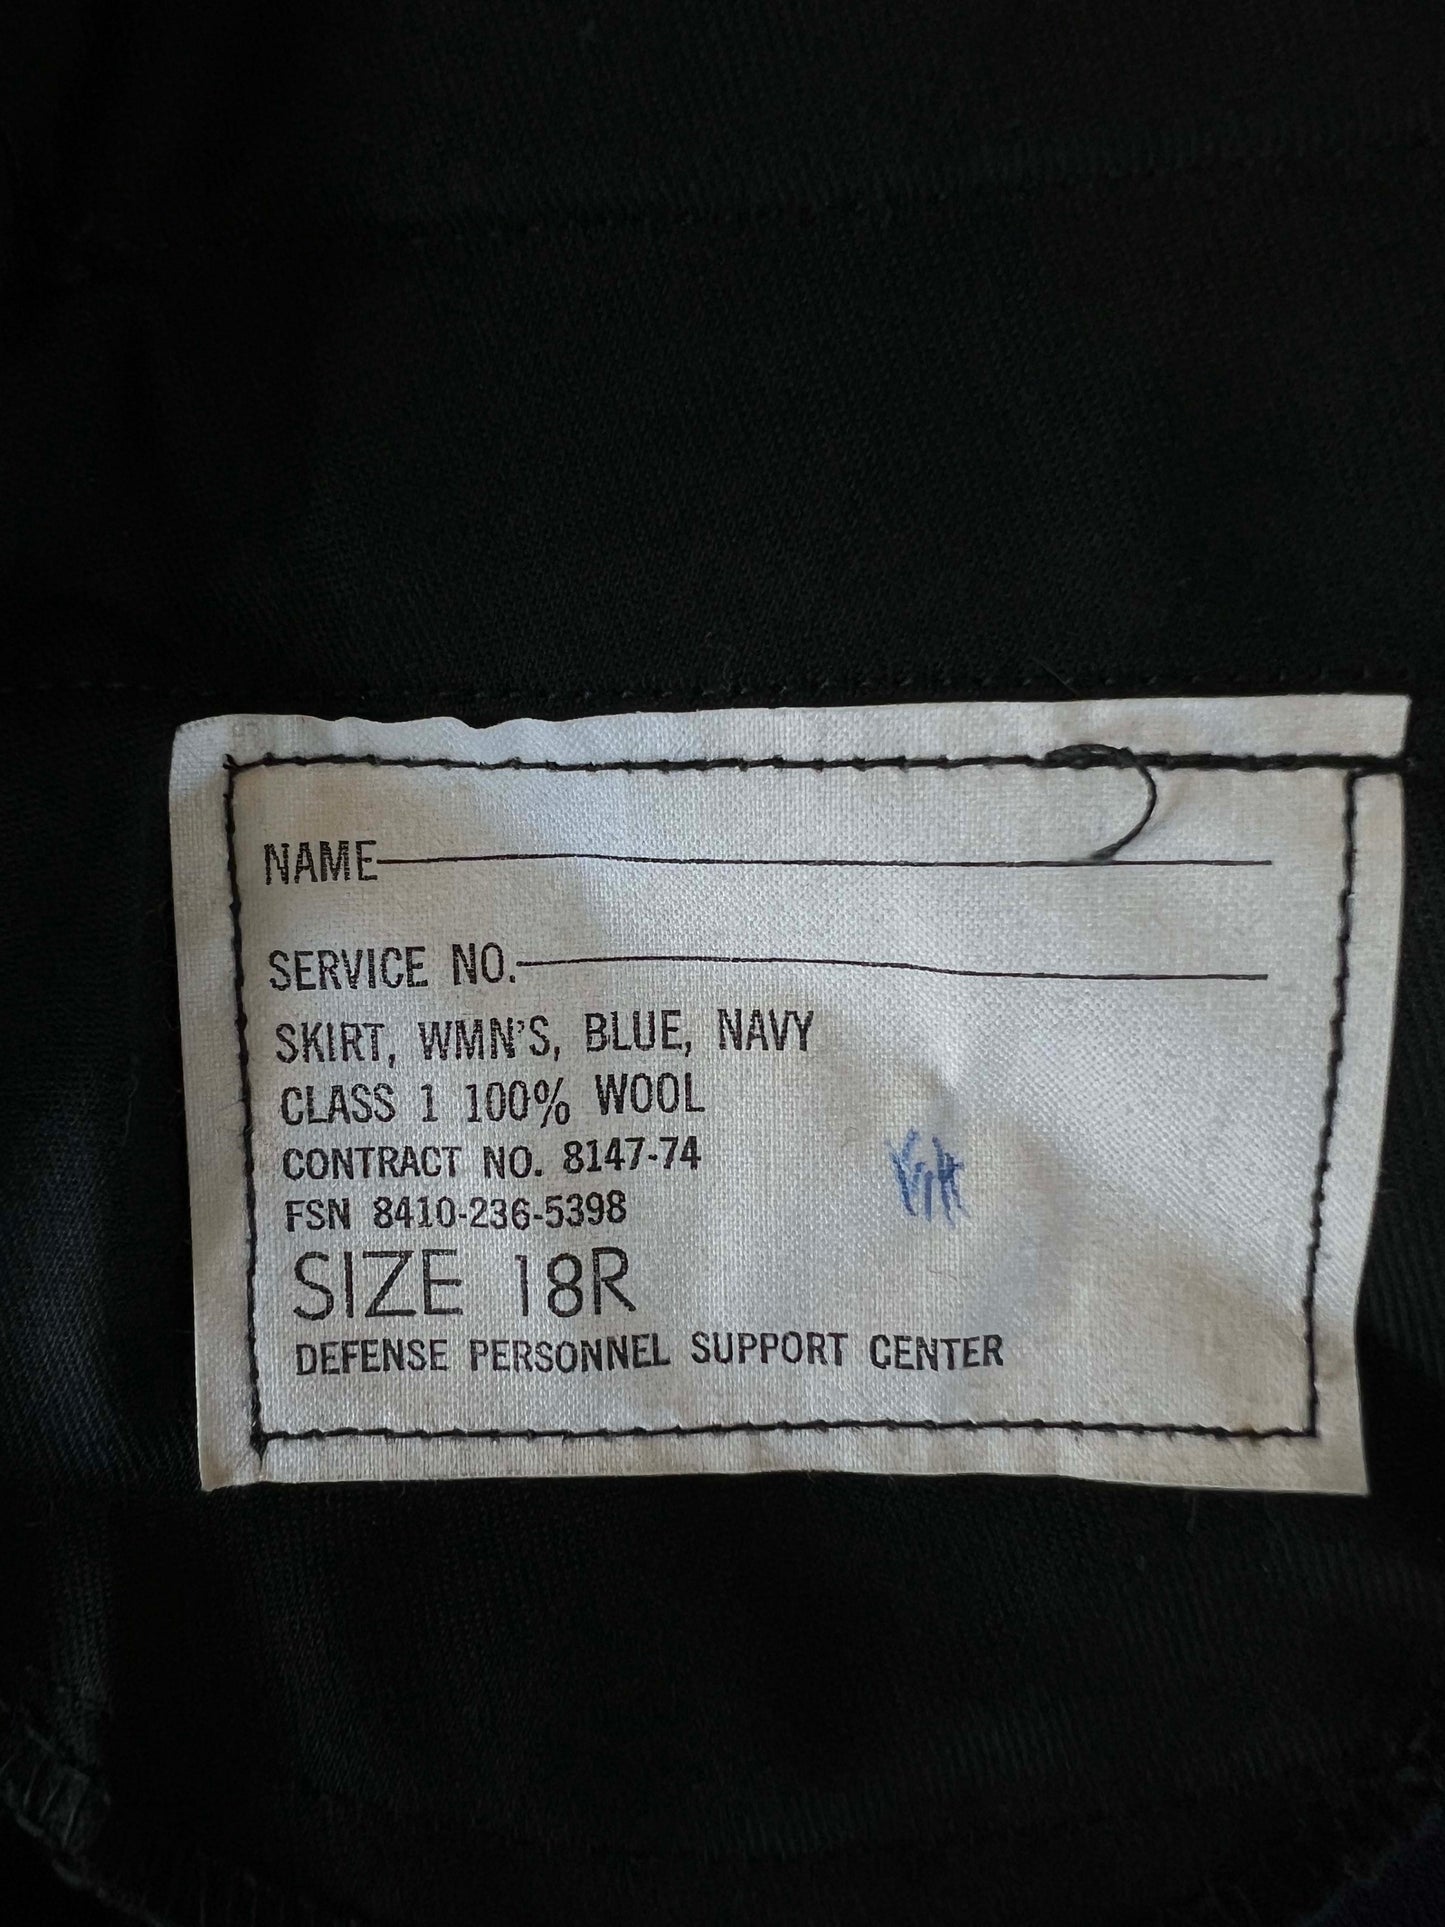 NAME
SERVICE NO.
SKIRT, WMN'S, BLUE, NAVY
CLASS 1 100% WOOL
CONTRACT NO. 8147-74
FSN 8410-236-5398
SIZE 18R
DEFENSE PERSONNEL SUPPORT CENTER